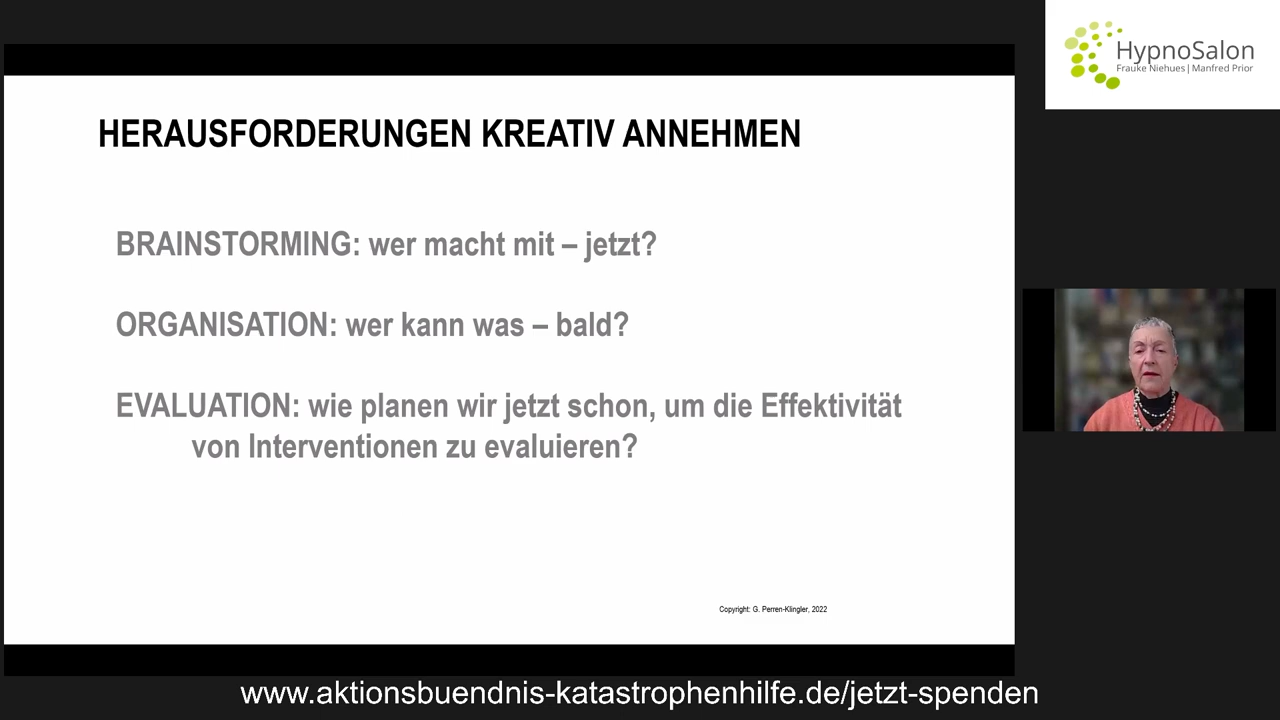 HypnoSalon
Frauke Niehues | Manfred Prior
HERAUSFORDERUNGEN KREATIV ANNEHMEN
BRAINSTORMING: wer macht mit – jetzt?
ORGANISATION: wer kann was – bald?
EVALUATION: wie planen wir jetzt schon, um die Effektivität
von Interventionen zu evaluieren?
Copyright: G. Perren-Klingler, 2022
www.aktionsbuendnis-katastrophenhilfe.de/jetzt-spenden